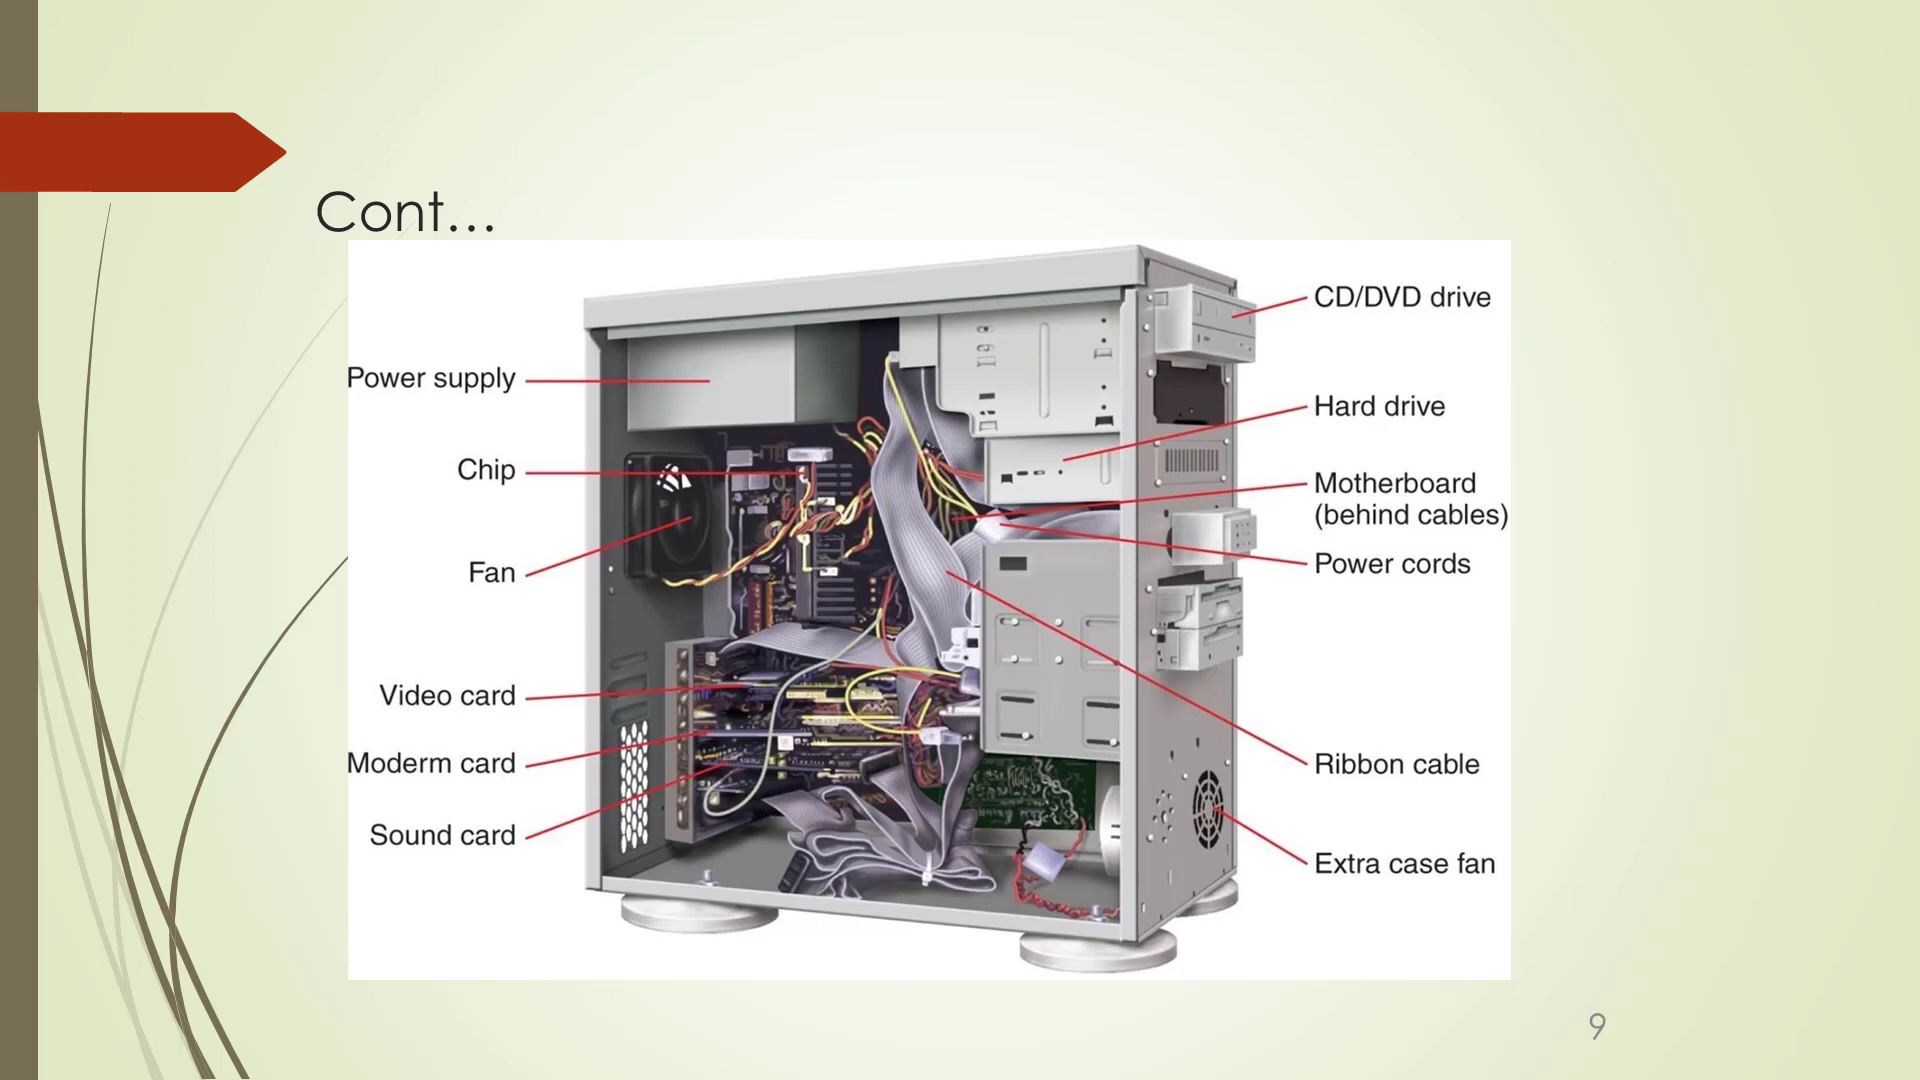 Cont…
Power supply
Chip
Fan
Video card
Moderm card
Sound card
CD/DVD drive
Hard drive
Motherboard
(behind cables)
Power cords
Ribbon cable
Extra case fan
9